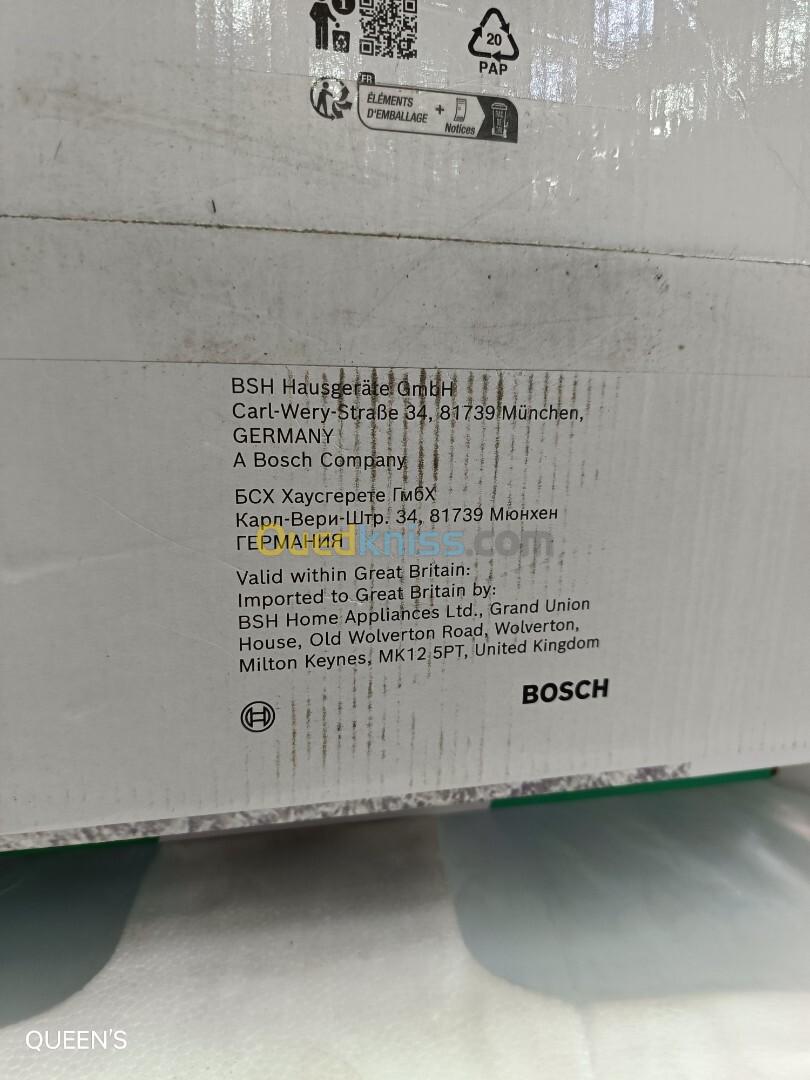 1
20
PAP
FR
ÉLÉMENTS
D'EMBALLAGE
+
Notices
BSH Hausgeräte GmbH
Carl-Wery-Straße 34, 81739 München,
GERMANY
A Bosch Company
БСХ Хаусгерете ГмбХ
Карл-Вери-Штр. 34, 81739 Мюнхен
ГЕРМАНИЯ
Ouedkniss.com
Valid within Great Britain:
Imported to Great Britain by:
BSH Home Appliances Ltd., Grand Union
House, Old Wolverton Road, Wolverton,
Milton Keynes, MK12 5PT, United Kingdom
BOSCH
QUEEN'S